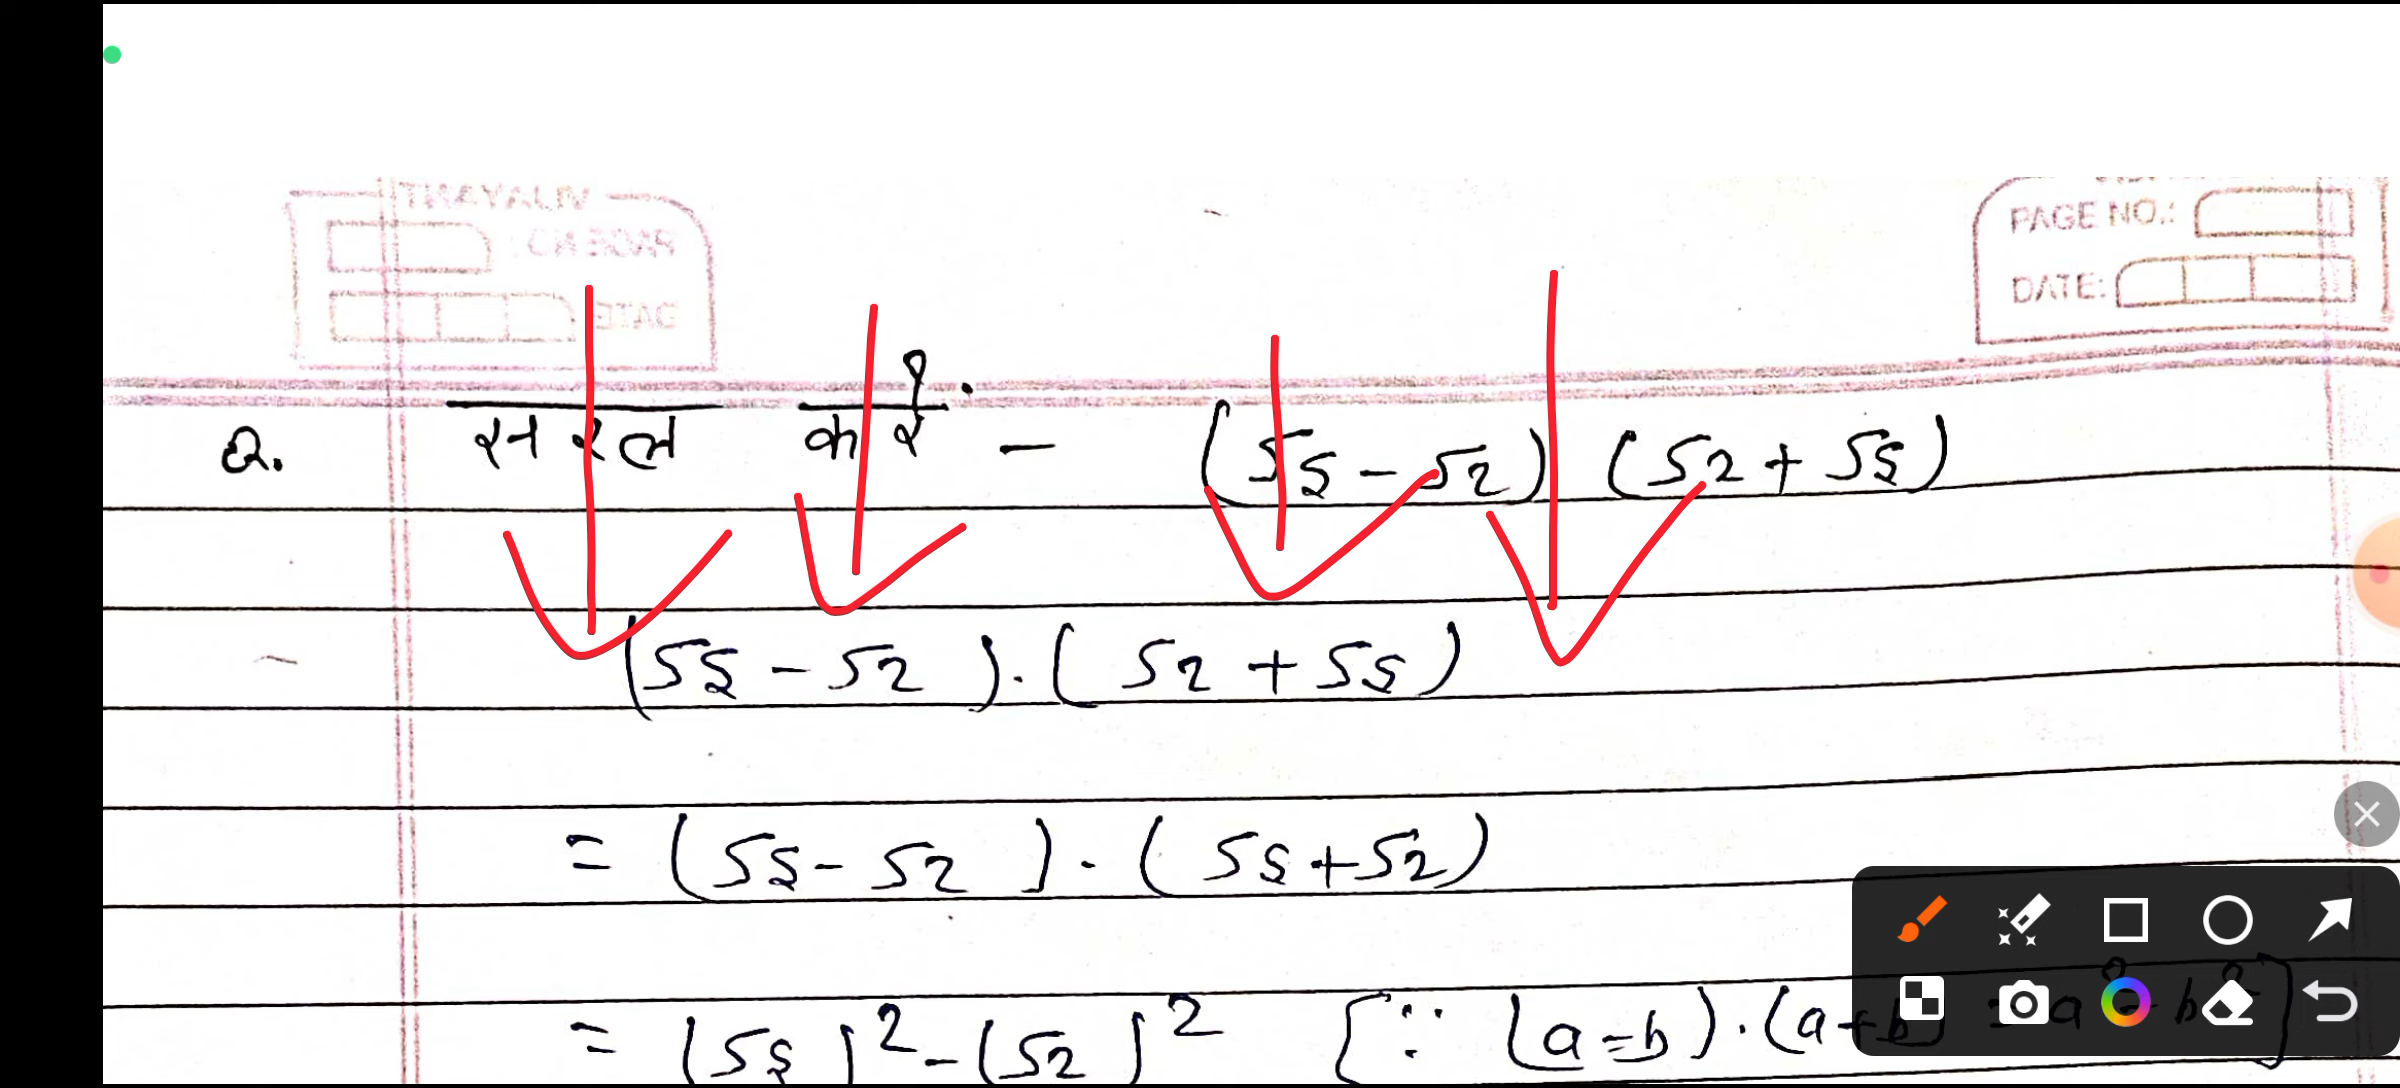 PAGE NO.:
DATE:
Q. सरल करें - (√5-√2) (√2+√5)
(√5-√2).(√2+√5)
= (√5-√2).(√5+√2)
= (√5)²-(√2)² [∵ (a-b).(a+b) = a²-b²]